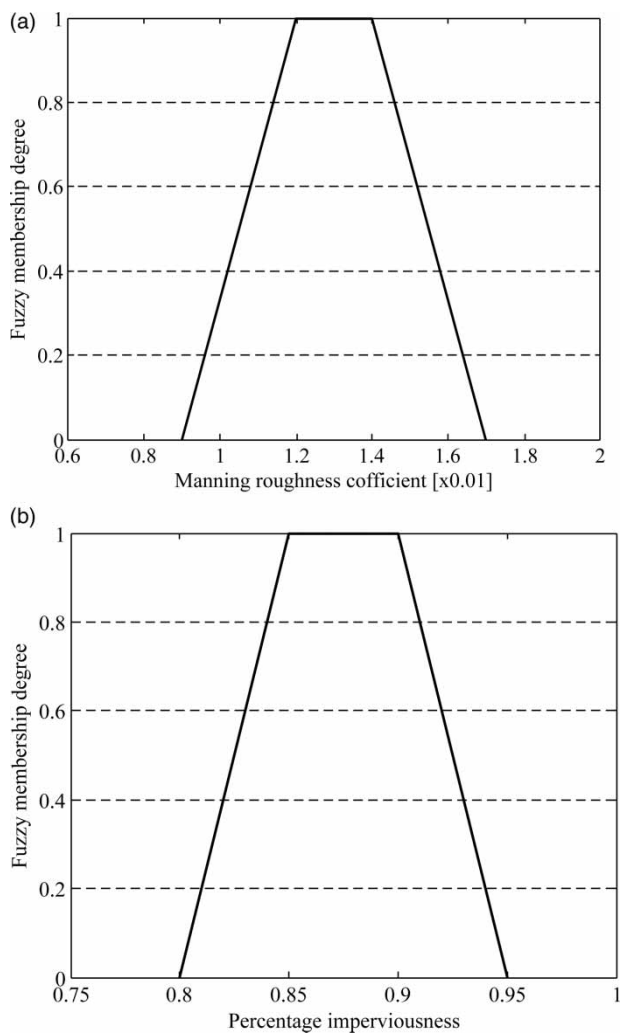 (a)
1
0.8
0.6
0.4
0.2
0
Fuzzy membership degree
0.6 0.8 1 1.2 1.4 1.6 1.8 2
Manning roughness cofficient [x0.01]
(b)
1
0.8
0.6
0.4
0.2
0
Fuzzy membership degree
0.75 0.8 0.85 0.9 0.95 1
Percentage imperviousness